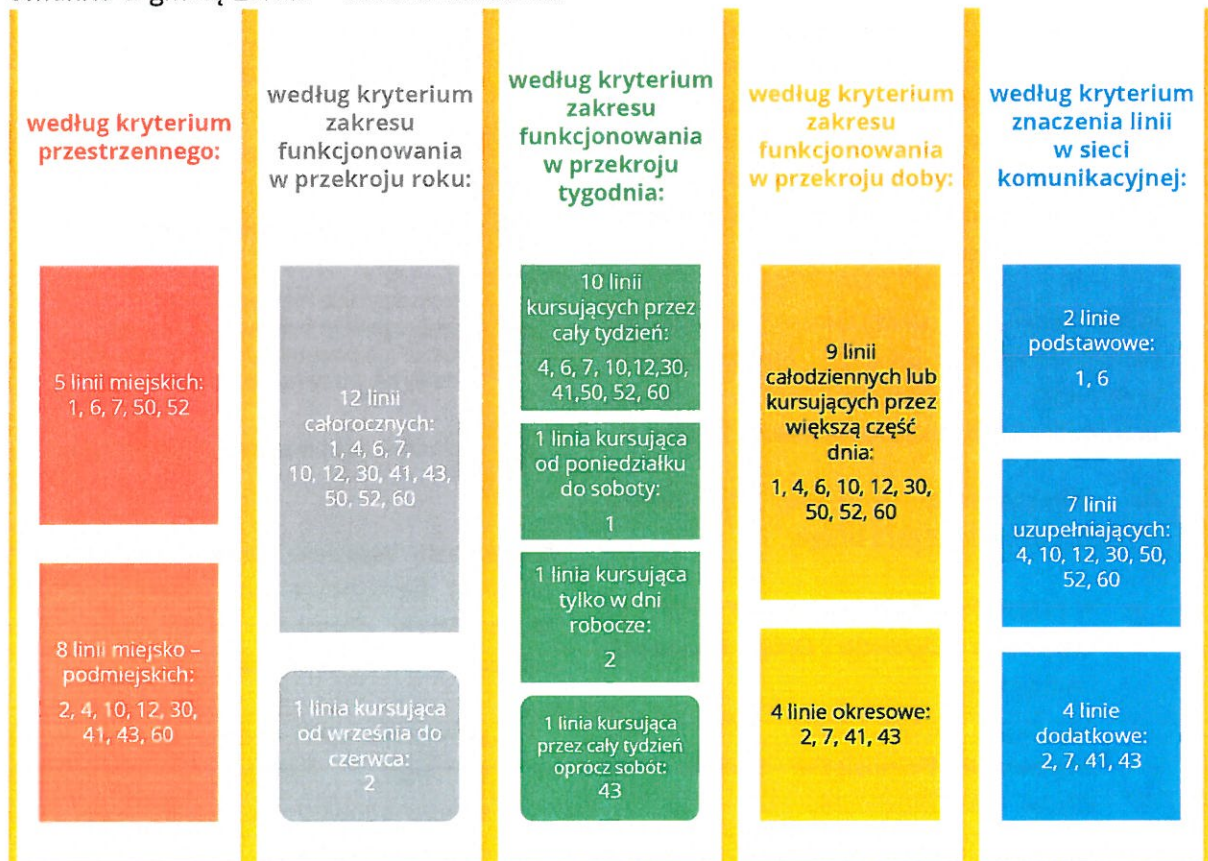 według kryterium
przestrzennego:
5 linii miejskich:
1, 6, 7, 50, 52
8 linii miejsko –
podmiejskich:
2, 4, 10, 12, 30,
41, 43, 60
według kryterium
zakresu
funkcjonowania
w przekroju roku:
12 linii
całorocznych:
1, 4, 6, 7,
10, 12, 30, 41, 43,
50, 52, 60
1 linia kursująca
od września do
czerwca:
2
według kryterium
zakresu
funkcjonowania
w przekroju
tygodnia:
10 linii
kursujących przez
cały tydzień:
4, 6, 7, 10,12,30,
41,50, 52, 60
1 linia kursująca
od poniedziałku
do soboty:
1
1 linia kursująca
tylko w dni
robocze:
2
1 linia kursująca
przez cały tydzień
oprócz sobót:
43
według kryterium
zakresu
funkcjonowania
w przekroju doby:
9 linii
całodziennych lub
kursujących przez
większą część
dnia:
1, 4, 6, 10, 12, 30,
50, 52, 60
4 linie okresowe:
2, 7, 41, 43
według kryterium
znaczenia linii
w sieci
komunikacyjnej:
2 linie
podstawowe:
1, 6
7 linii
uzupełniających:
4, 10, 12, 30, 50,
52, 60
4 linie
dodatkowe:
2, 7, 41, 43